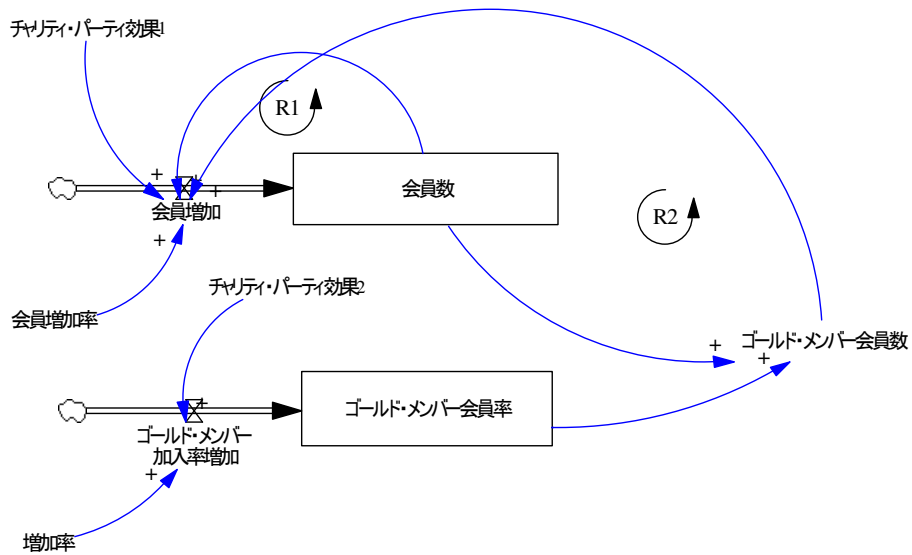 チャリティ・パーティ効果1
R1
+
+
+
会員数
会員増加
+
R2
チャリティ・パーティ効果2
会員増加率
+
ゴールド・メンバー会員数
+
+
ゴールド・メンバー会員率
ゴールド・メンバー
加入率増加
+
増加率